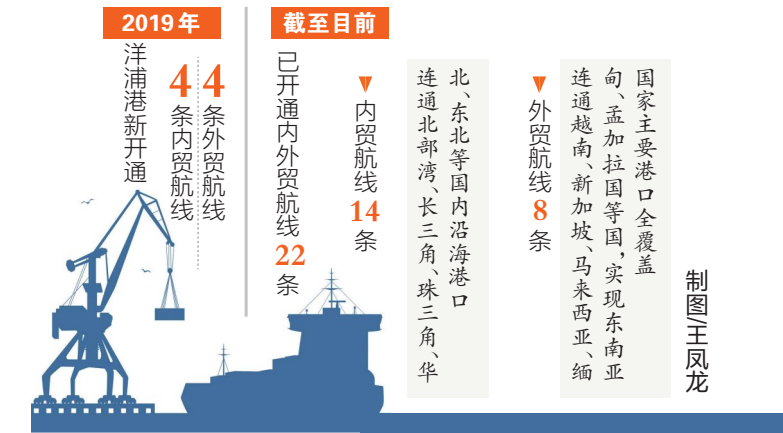 2019年
洋浦港新开通
4条内贸航线
4条外贸航线
截至目前
已开通内外贸航线22条
内贸航线14条
连通北部湾、长三角、珠三角、华
北、东北等国内沿海港口
外贸航线8条
连通越南、新加坡、马来西亚、缅
甸、孟加拉国等国，实现东南亚
国家主要港口全覆盖
制图/王凤龙